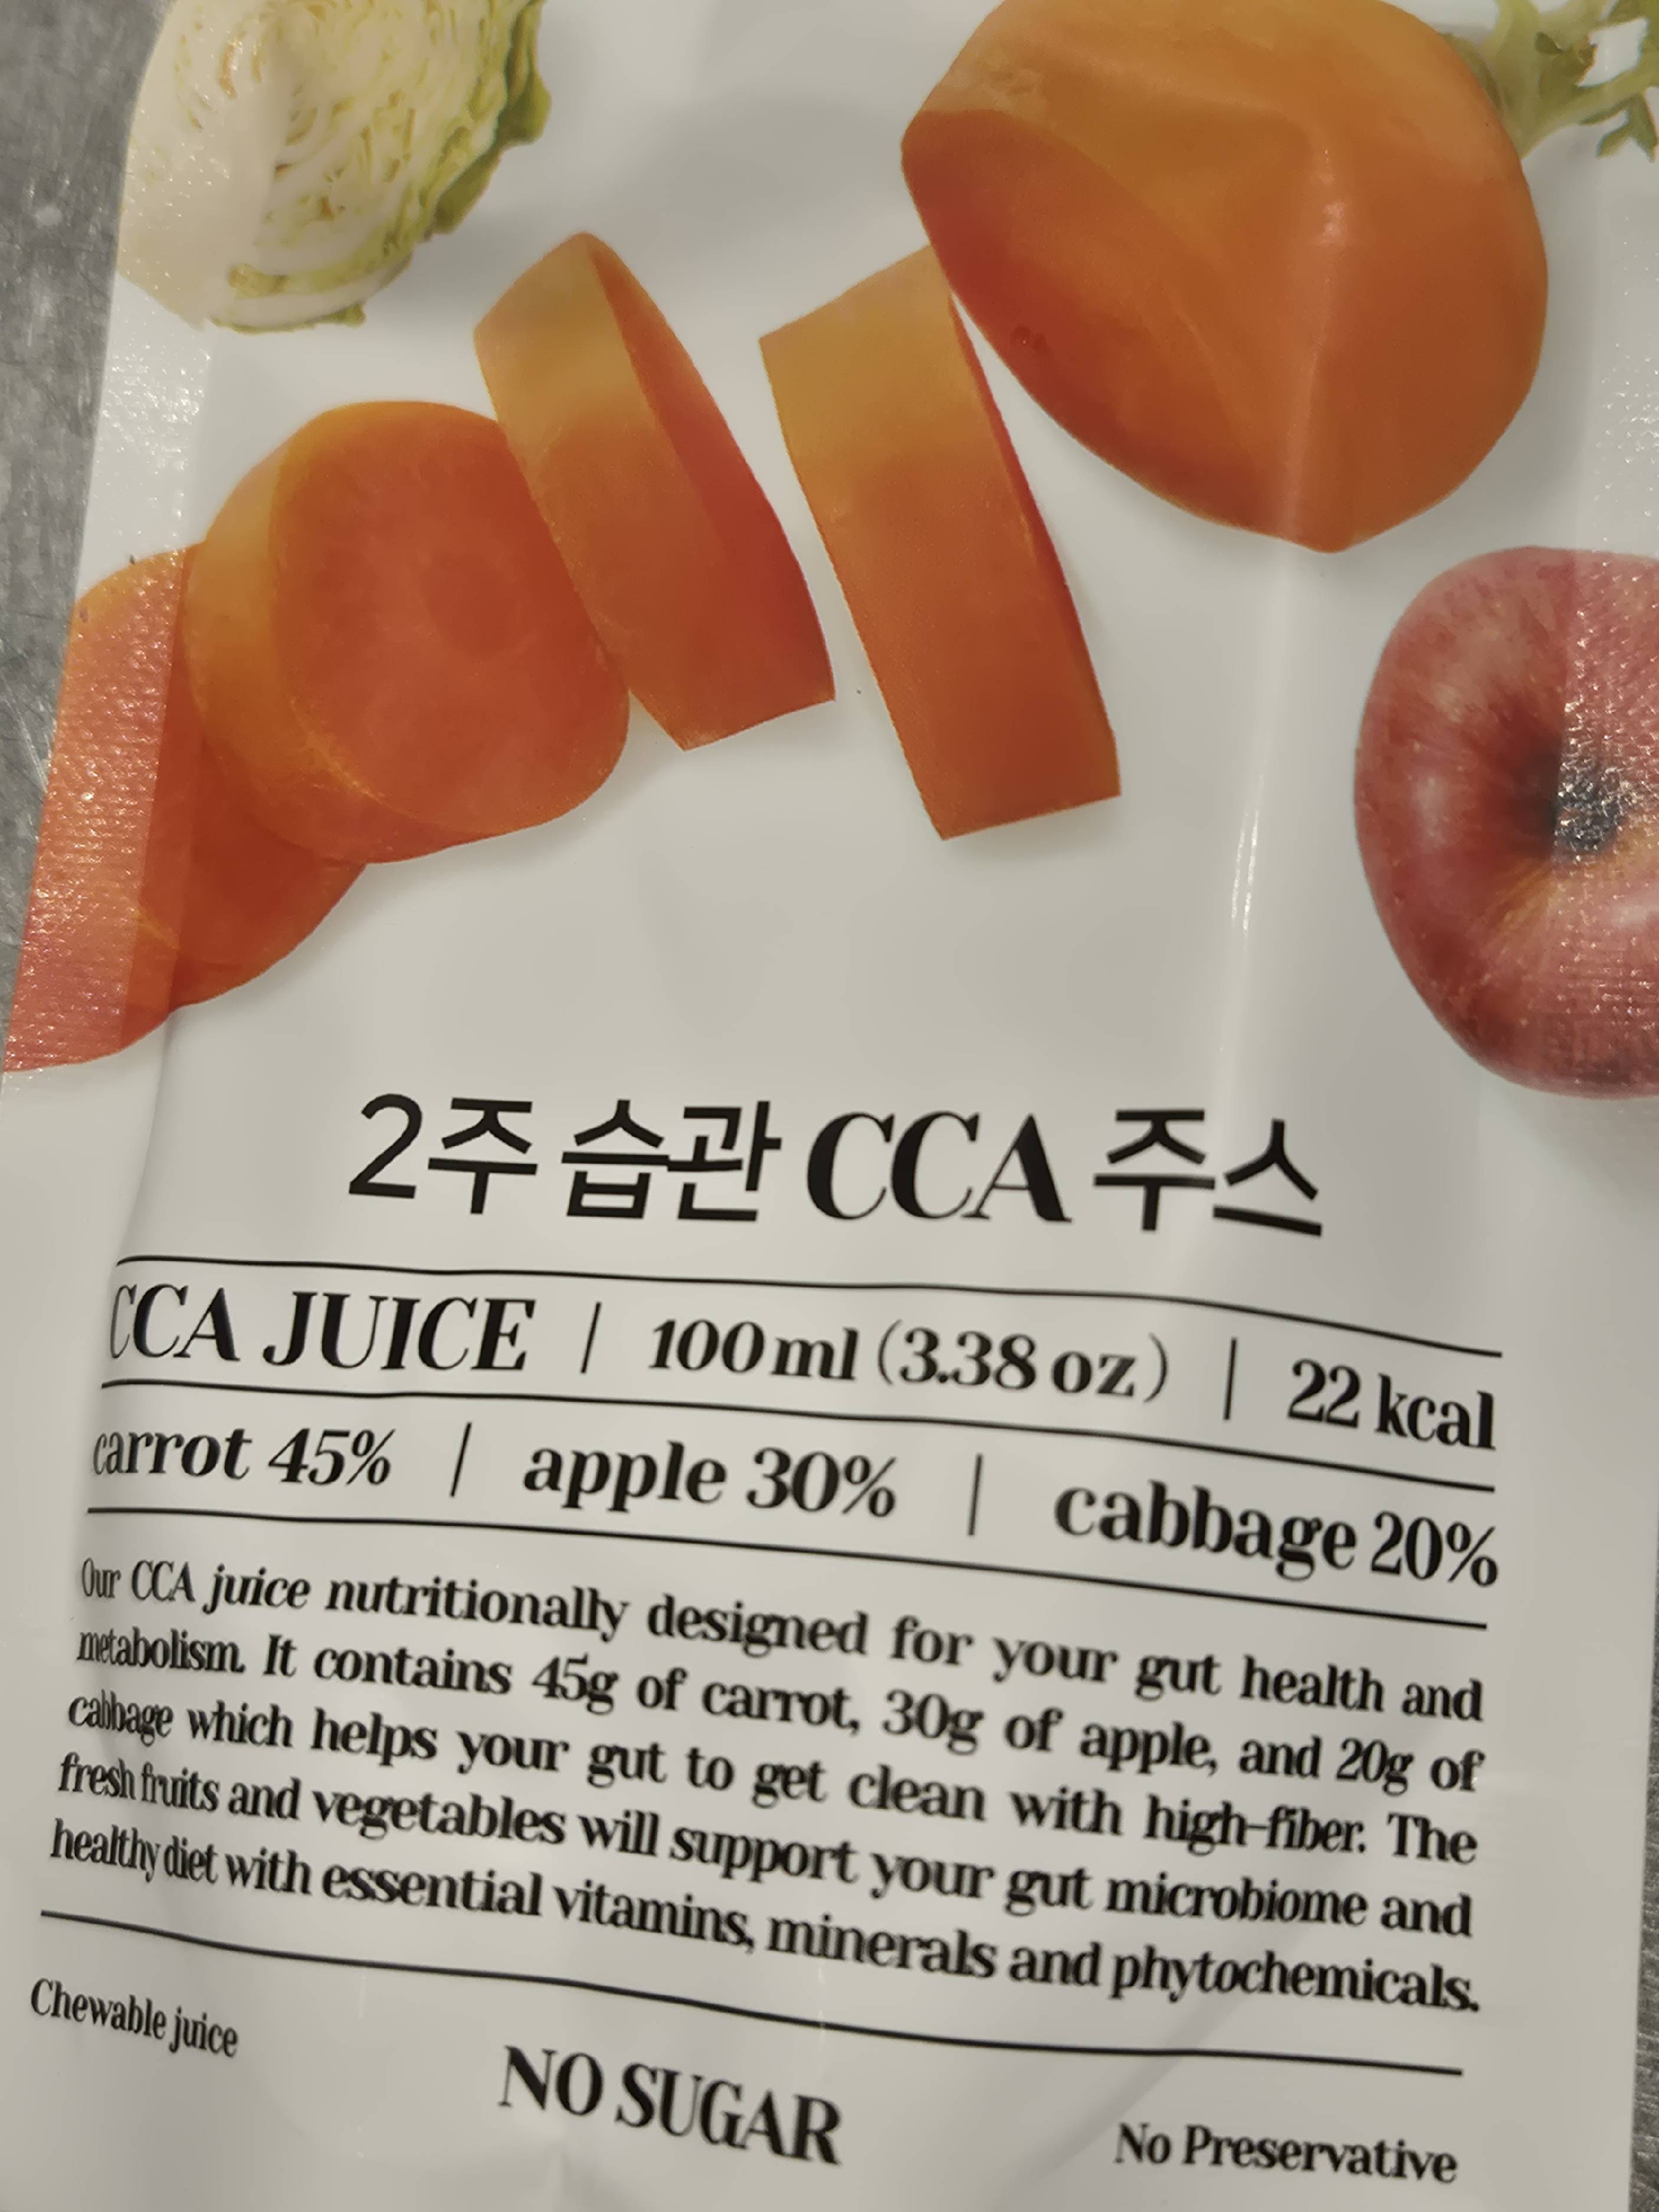 2주 습관 CCA 주스
CCA JUICE | 100ml (3.38 oz) | 22 kcal
carrot 45% | apple 30% | cabbage 20%
Our CCA juice nutritionally designed for your gut health and
metabolism. It contains 45g of carrot, 30g of apple, and 20g of
cabbage which helps your gut to get clean with high-fiber. The
fresh fruits and vegetables will support your gut microbiome and
healthy diet with essential vitamins, minerals and phytochemicals.
Chewable juice
NO SUGAR
No Preservative